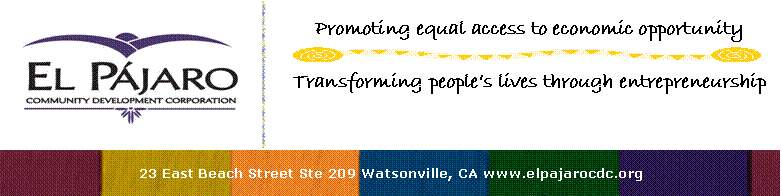 Promoting equal access to economic opportunity
Transforming people's lives through entrepreneurship
EL PÁJARO
COMMUNITY DEVELOPMENT CORPORATION
23 East Beach Street Ste 209 Watsonville, CA www.elpajarocdc.org